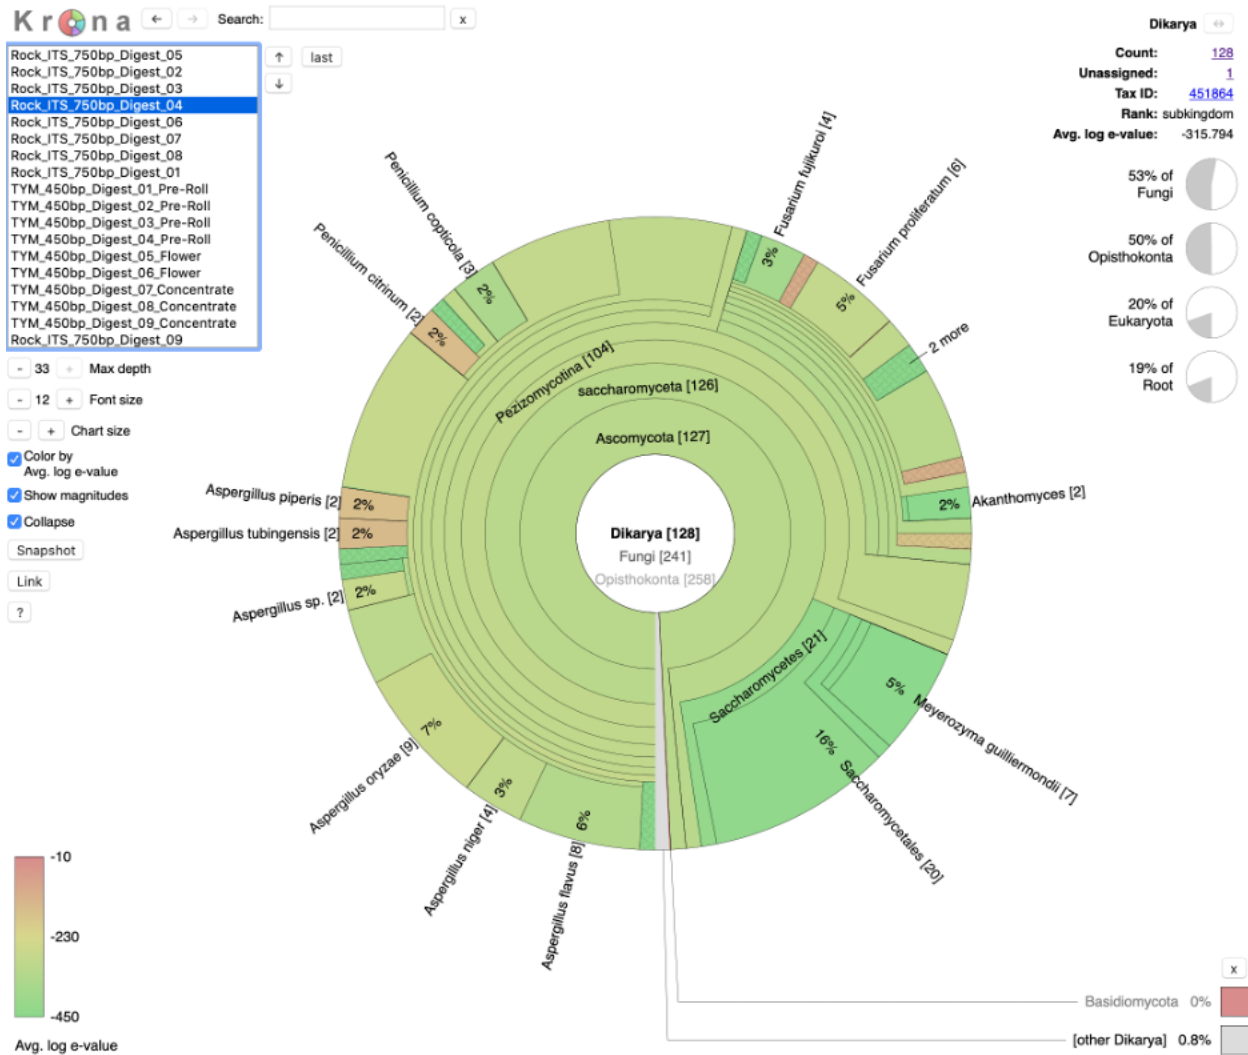 Krona
←
→
Search:
x
Rock_ITS_750bp_Digest_05
Rock_ITS_750bp_Digest_02
Rock_ITS_750bp_Digest_03
Rock_ITS_750bp_Digest_04
Rock_ITS_750bp_Digest_06
Rock_ITS_750bp_Digest_07
Rock_ITS_750bp_Digest_08
Rock_ITS_750bp_Digest_01
TYM_450bp_Digest_01_Pre-Roll
TYM_450bp_Digest_02_Pre-Roll
TYM_450bp_Digest_03_Pre-Roll
TYM_450bp_Digest_04_Pre-Roll
TYM_450bp_Digest_05_Flower
TYM_450bp_Digest_06_Flower
TYM_450bp_Digest_07_Concentrate
TYM_450bp_Digest_08_Concentrate
TYM_450bp_Digest_09_Concentrate
Rock_ITS_750bp_Digest_09
↑
last
↓
- 33 + Max depth
- 12 + Font size
- + Chart size
Color by
Avg. log e-value
Show magnitudes
Collapse
Snapshot
Link
?
Dikarya ↔
Count: 128
Unassigned: 1
Tax ID: 451864
Rank: subkingdom
Avg. log e-value: -315.794
53% of
Fungi
50% of
Opisthokonta
20% of
Eukaryota
19% of
Root
Fusarium fujikuroi [4]
3%
Fusarium proliferatum [6]
5%
2 more
Akanthomyces [2]
2%
Meyerozyma guilliermondii [7]
5%
Saccharomycetales [20]
16%
Saccharomycetes [21]
Aspergillus flavus [8]
6%
Aspergillus niger [4]
3%
Aspergillus oryzae [9]
7%
Aspergillus sp. [2]
2%
Aspergillus tubingensis [2]
2%
Aspergillus piperis [2]
2%
Penicillium citrinum [2]
2%
Penicillium copticola [3]
2%
Pezizomycotina [104]
saccharomyceta [126]
Ascomycota [127]
Dikarya [128]
Fungi [241]
Opisthokonta [258]
-10
-230
-450
Avg. log e-value
x
Basidiomycota 0%
[other Dikarya] 0.8%